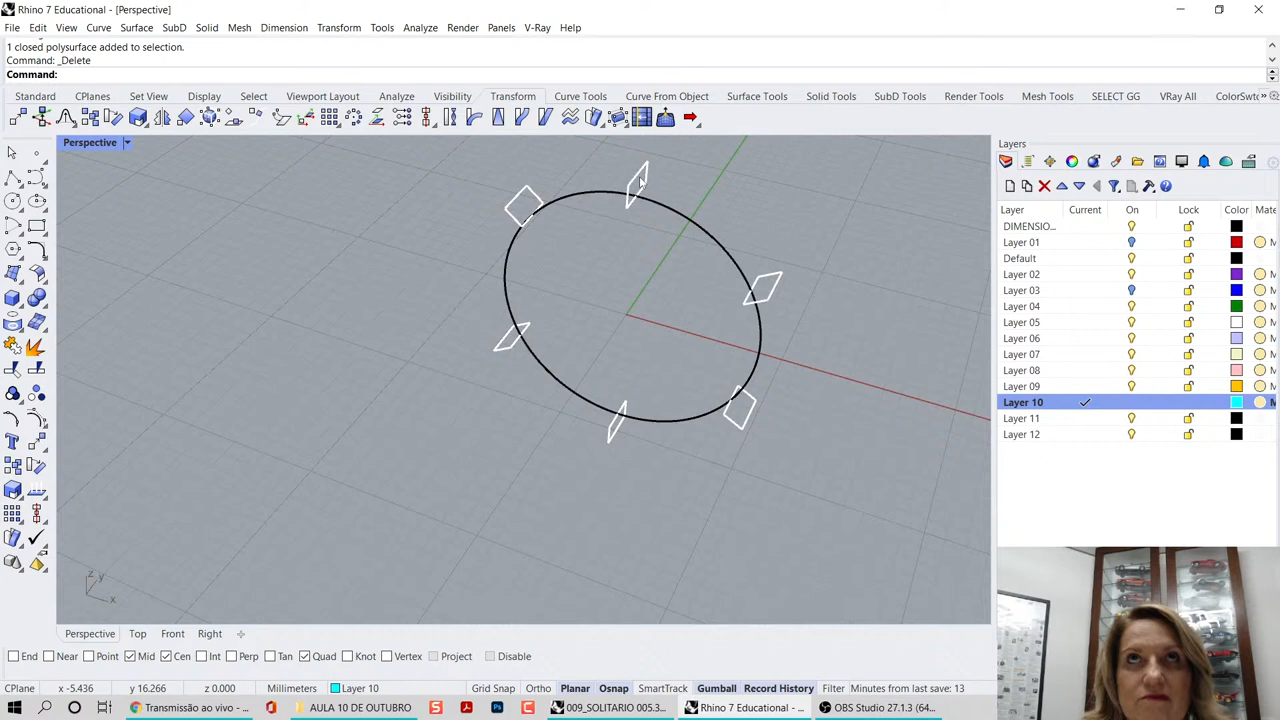 Rhino 7 Educational - [Perspective]
File Edit View Curve Surface SubD Solid Mesh Dimension Transform Tools Analyze Render Panels V-Ray Help
1 closed polysurface added to selection.
Command: _Delete
Command:
Standard CPlanes Set View Display Select Viewport Layout Analyze Visibility Transform Curve Tools Curve From Object Surface Tools Solid Tools SubD Tools Render Tools Mesh Tools SELECT GG VRay All ColorSwto
Perspective
Layers
Layer Current On Lock Color Mate
DIMENSIO...
Layer 01 M
Default
Layer 02 M
Layer 03 M
Layer 04 M
Layer 05 M
Layer 06 M
Layer 07 M
Layer 08 M
Layer 09 M
Layer 10 M
Layer 11
Layer 12
z y
x
Perspective Top Front Right
End Near Point Mid Cen Int Perp Tan Quad Knot Vertex Project Disable
CPlane x -5.436 y 16.266 z 0.000 Millimeters Layer 10 Grid Snap Ortho Planar Osnap SmartTrack Gumball Record History Filter Minutes from last save: 13
Transmissão ao vivo - ... AULA 10 DE OUTUBRO 009_SOLITARIO 005.3... Rhino 7 Educational - ... OBS Studio 27.1.3 (64...